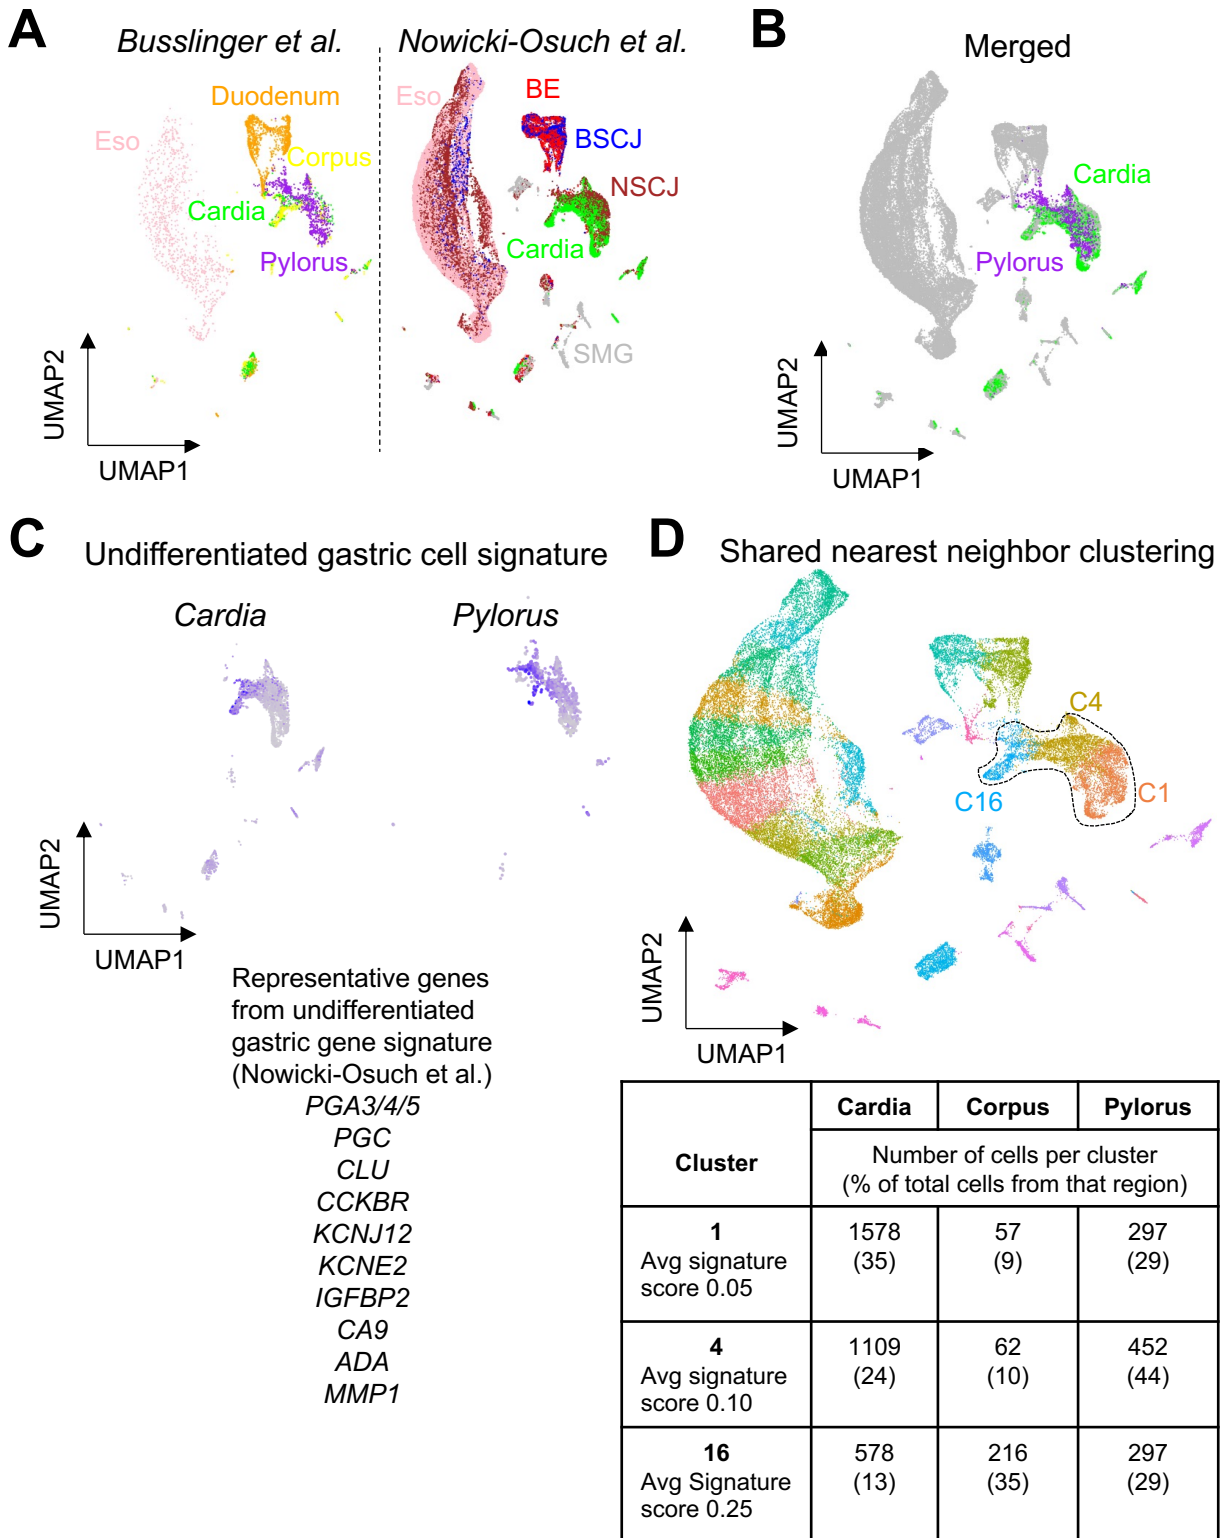 A
Busslinger et al.
Nowicki-Osuch et al.
Eso
Duodenum
Corpus
Cardia
Pylorus
Eso
BE
BSCJ
NSCJ
Cardia
SMG
UMAP2
UMAP1
B
Merged
Cardia
Pylorus
UMAP2
UMAP1
C
Undifferentiated gastric cell signature
Cardia
Pylorus
UMAP2
UMAP1
Representative genes
from undifferentiated
gastric gene signature
(Nowicki-Osuch et al.)
PGA3/4/5
PGC
CLU
CCKBR
KCNJ12
KCNE2
IGFBP2
CA9
ADA
MMP1
D
Shared nearest neighbor clustering
C4
C16
C1
UMAP2
UMAP1
Cluster
Cardia
Corpus
Pylorus
Number of cells per cluster
(% of total cells from that region)
1
Avg signature
score 0.05
1578
(35)
57
(9)
297
(29)
4
Avg signature
score 0.10
1109
(24)
62
(10)
452
(44)
16
Avg Signature
score 0.25
578
(13)
216
(35)
297
(29)